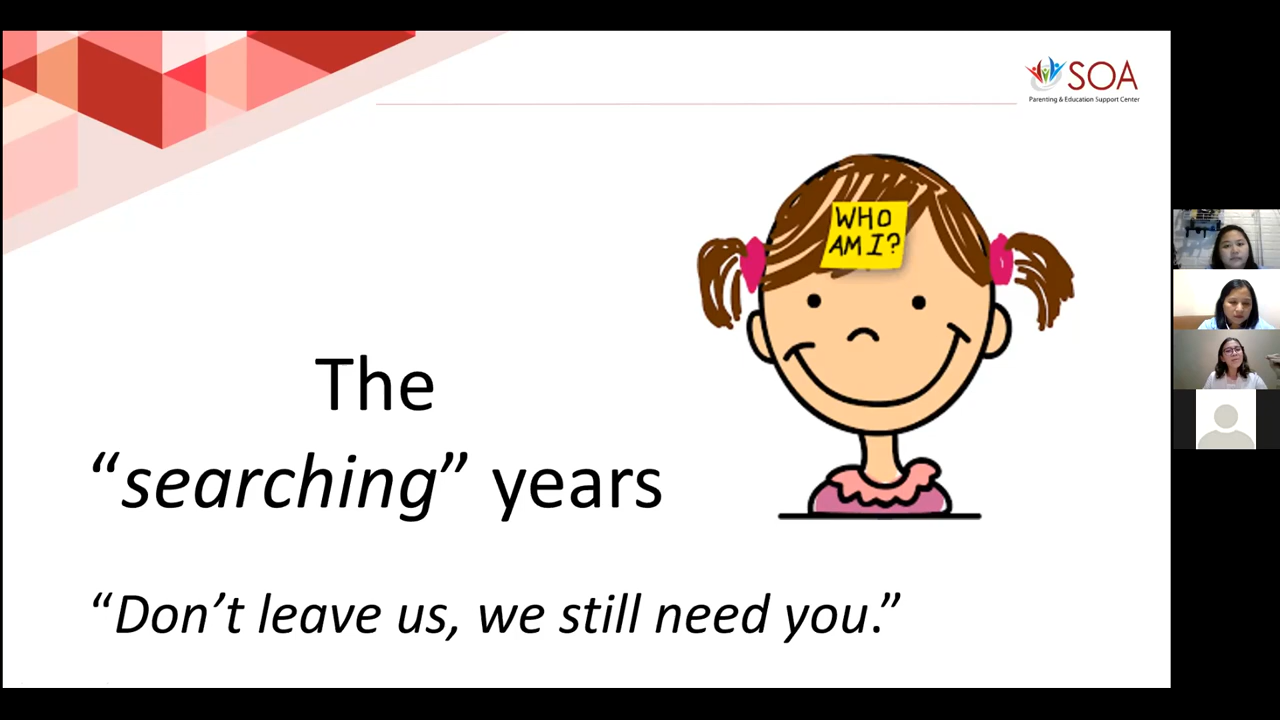 SOA
Parenting & Education Support Center
WHO
AM I?
The
“searching” years
“Don’t leave us, we still need you.”